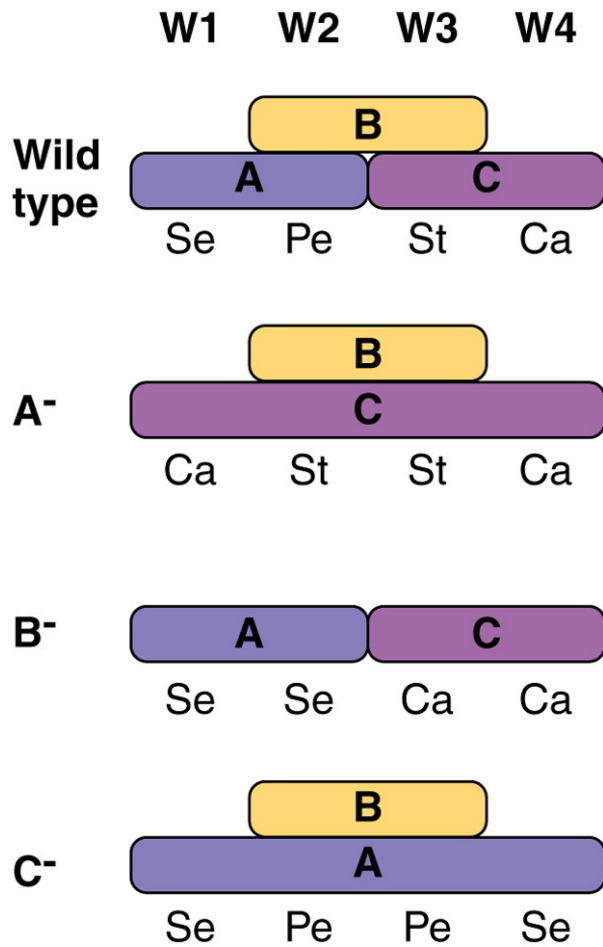 W1 W2 W3 W4
B
Wild type
A C
Se Pe St Ca
B
A-
C
Ca St St Ca
B-
A C
Se Se Ca Ca
B
C-
A
Se Pe Pe Se